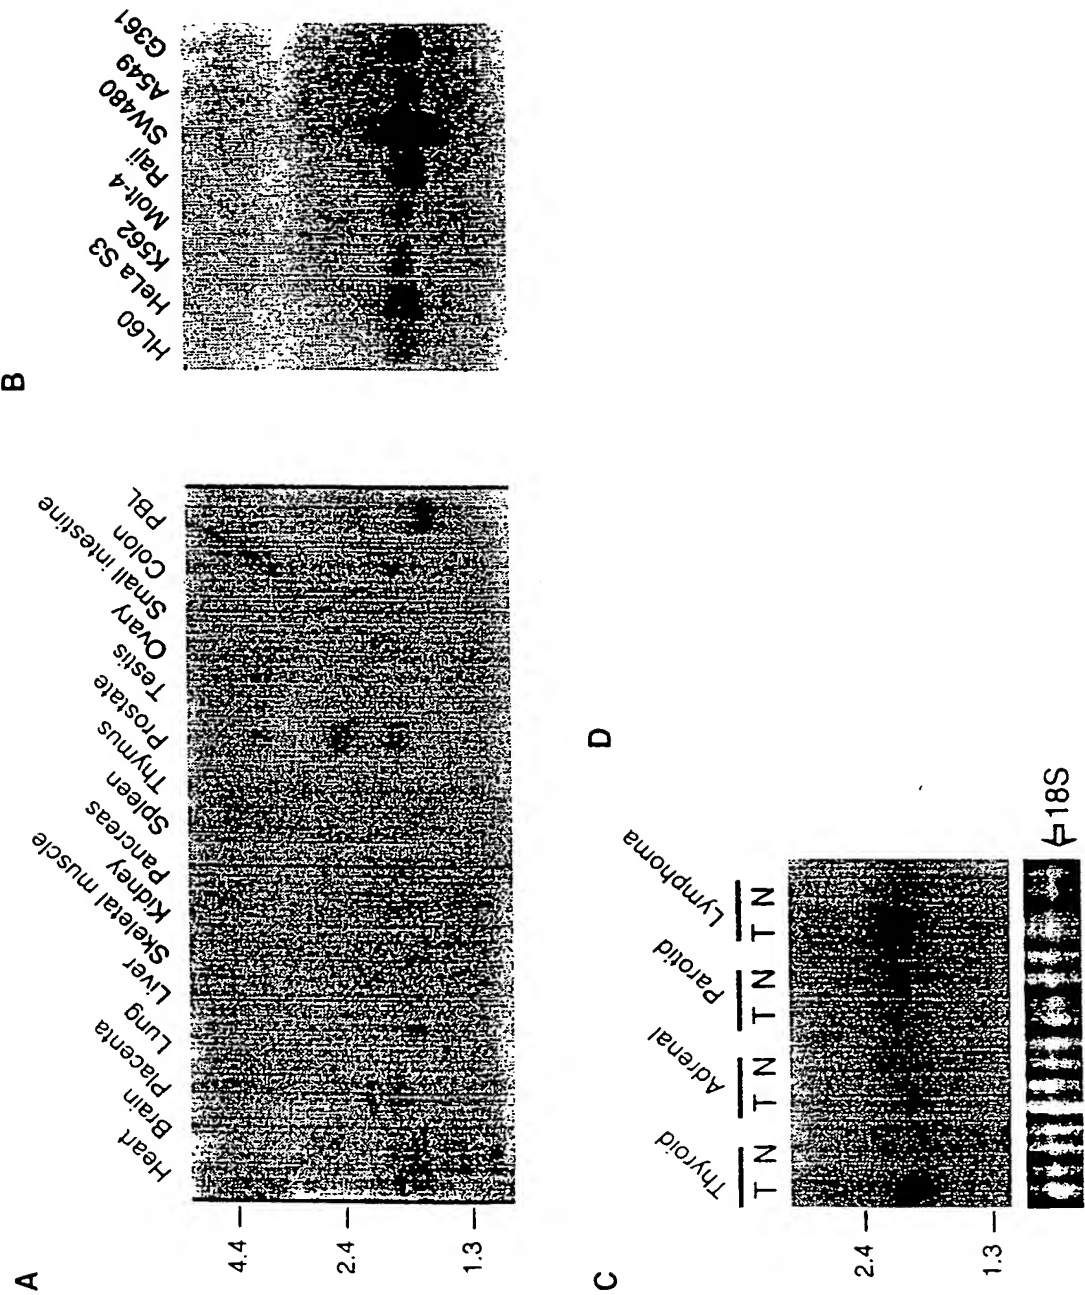 A
Heart
Brain
Placenta
Lung
Liver
Skeletal muscle
Kidney
Pancreas
Spleen
Thymus
Prostate
Testis
Ovary
Small intestine
Colon
PBL
4.4
2.4
1.3
B
HL60
HeLa S3
K562
Molt-4
Raji
SW480
A549
G361
C
Thyroid
Adrenal
Parotid
Lymphoma
T N
T N
T N
T N
2.4
1.3
18S
D